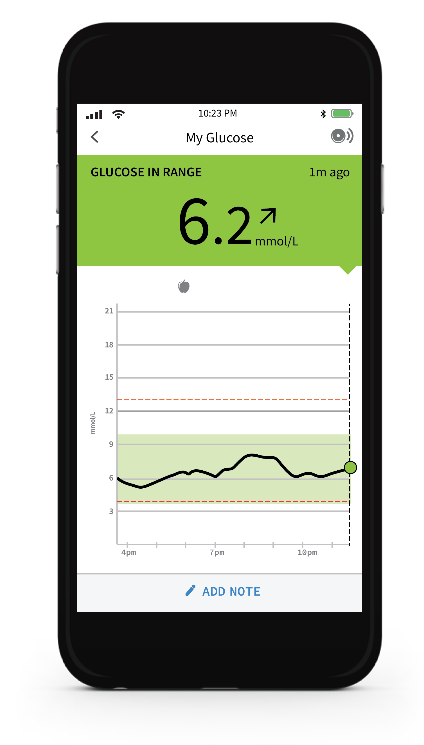 10:23 PM
My Glucose
GLUCOSE IN RANGE
1m ago
6.2 mmol/L
21
18
15
12
mmol/L
9
6
3
4pm 7pm 10pm
ADD NOTE